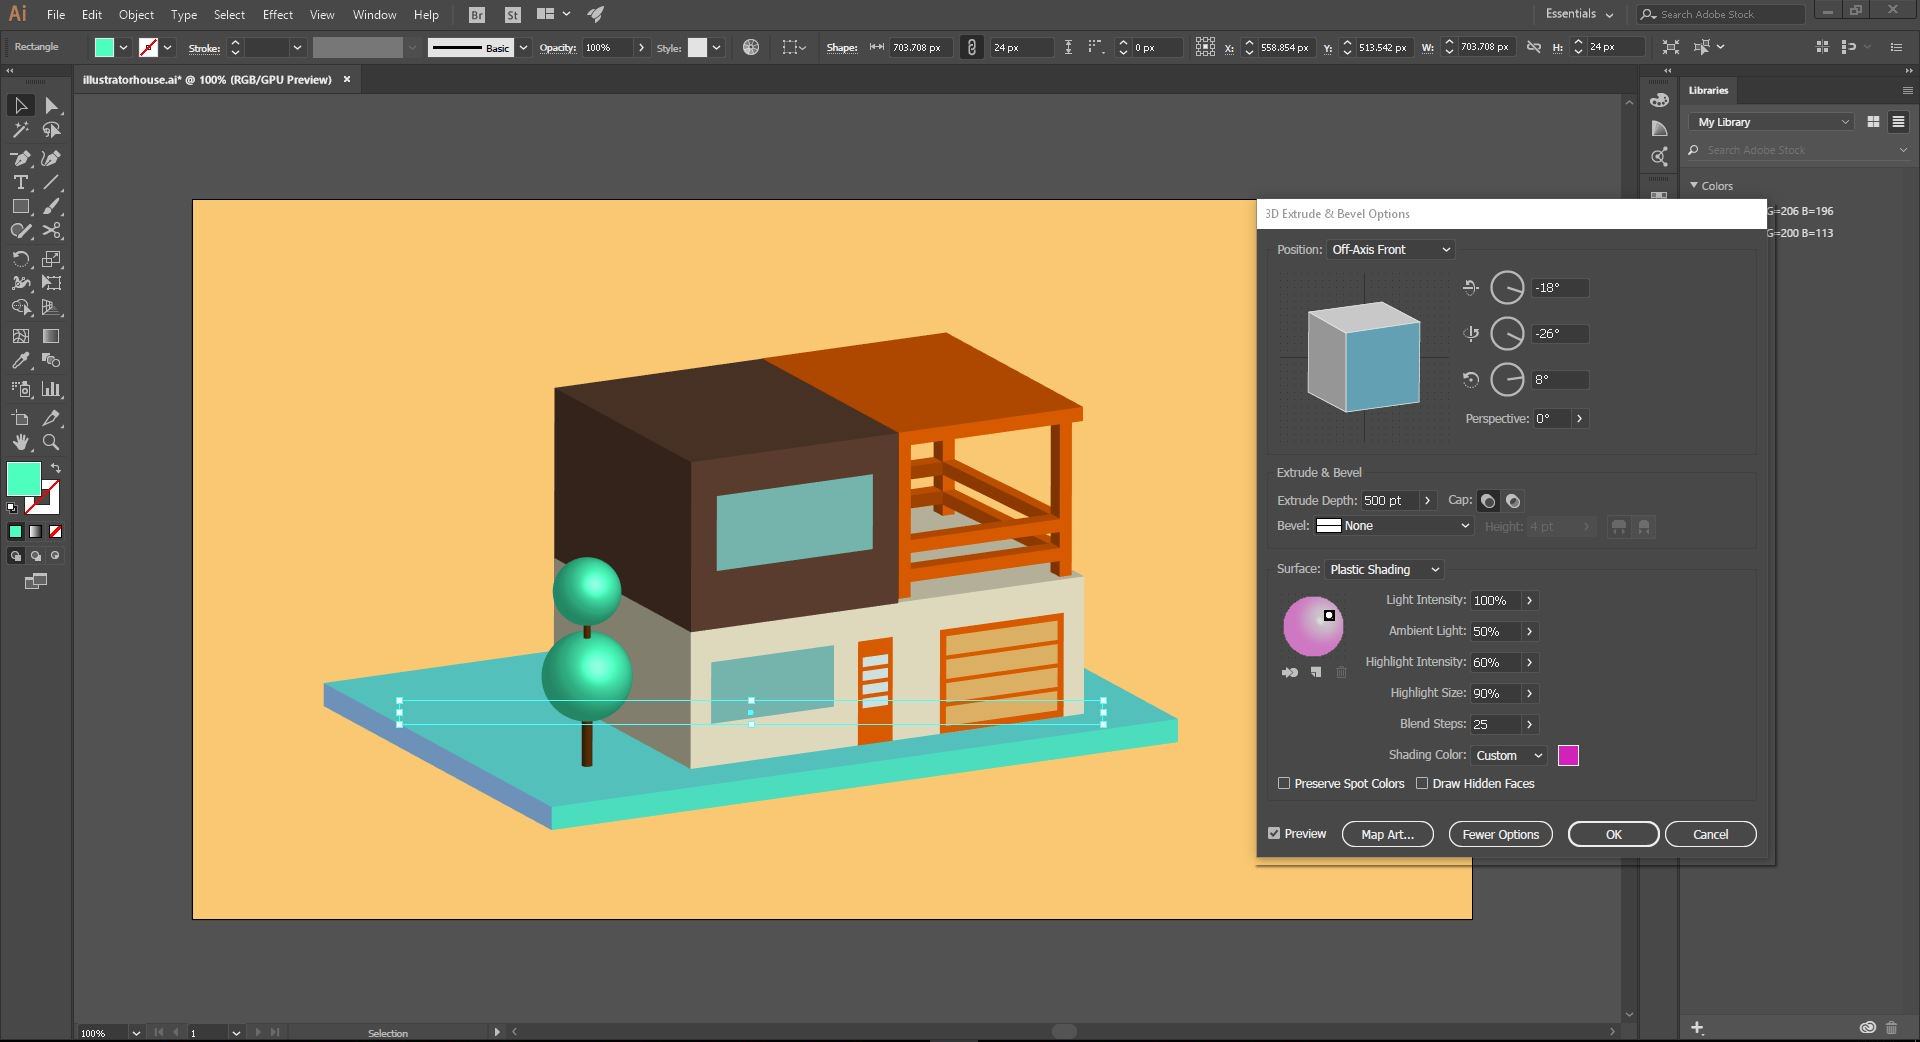 Ai File Edit Object Type Select Effect View Window Help Br St Essentials Search Adobe Stock
Rectangle Stroke: Basic Opacity: 100% Style: Shape: 703.708 px 24 px 0 px X: 558.854 px Y: 513.542 px W: 703.708 px H: 24 px
illustratorhouse.ai* @ 100% (RGB/GPU Preview)
Libraries
My Library
Search Adobe Stock
Colors
G=206 B=196
G=200 B=113
3D Extrude & Bevel Options
Position: Off-Axis Front
-18°
-26°
8°
Perspective: 0°
Extrude & Bevel
Extrude Depth: 500 pt Cap:
Bevel: None Height: 4 pt
Surface: Plastic Shading
Light Intensity: 100%
Ambient Light: 50%
Highlight Intensity: 60%
Highlight Size: 90%
Blend Steps: 25
Shading Color: Custom
Preserve Spot Colors Draw Hidden Faces
Preview Map Art... Fewer Options OK Cancel
100% 1 Selection